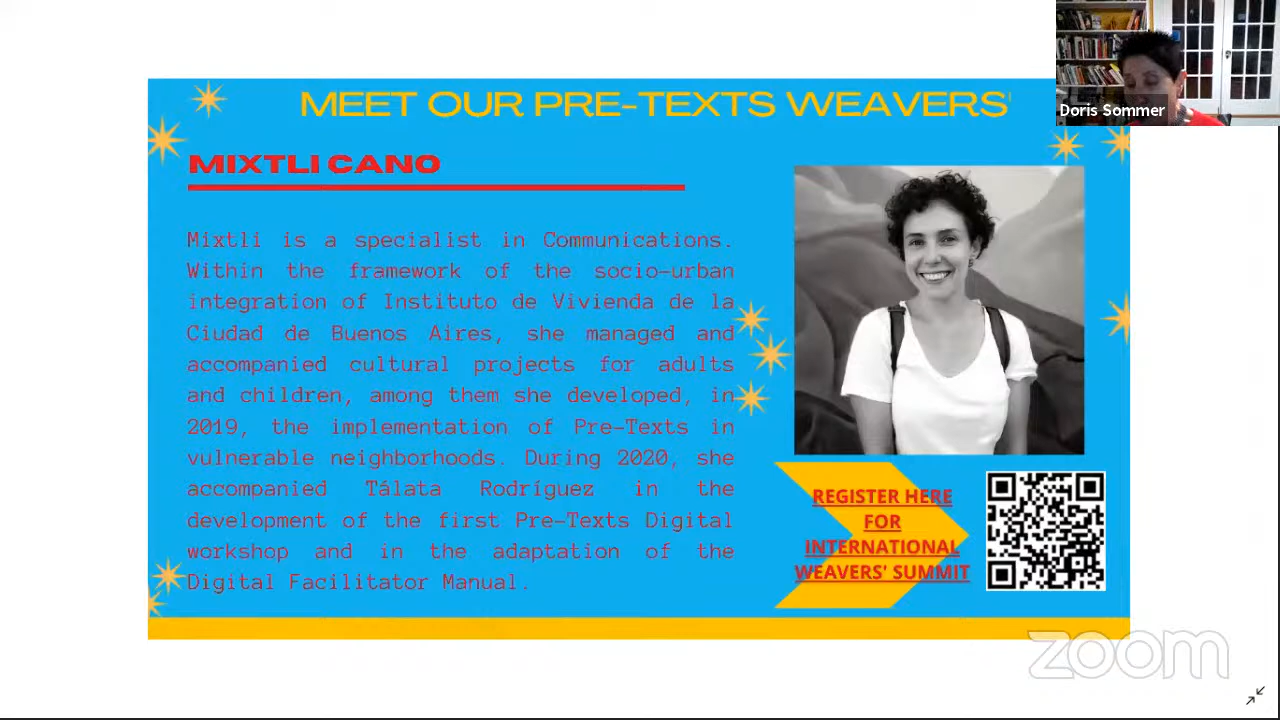 MEET OUR PRE-TEXTS WEAVERS'
Doris Sommer
MIXTLI CANO
Mixtli is a specialist in Communications.
Within the framework of the socio-urban
integration of Instituto de Vivienda de la
Ciudad de Buenos Aires, she managed and
accompanied cultural projects for adults
and children, among them she developed, in
2019, the implementation of Pre-Texts in
vulnerable neighborhoods. During 2020, she
accompanied Tálata Rodríguez in the
development of the first Pre-Texts Digital
workshop and in the adaptation of the
Digital Facilitator Manual.
REGISTER HERE
FOR
INTERNATIONAL
WEAVERS' SUMMIT
zoom